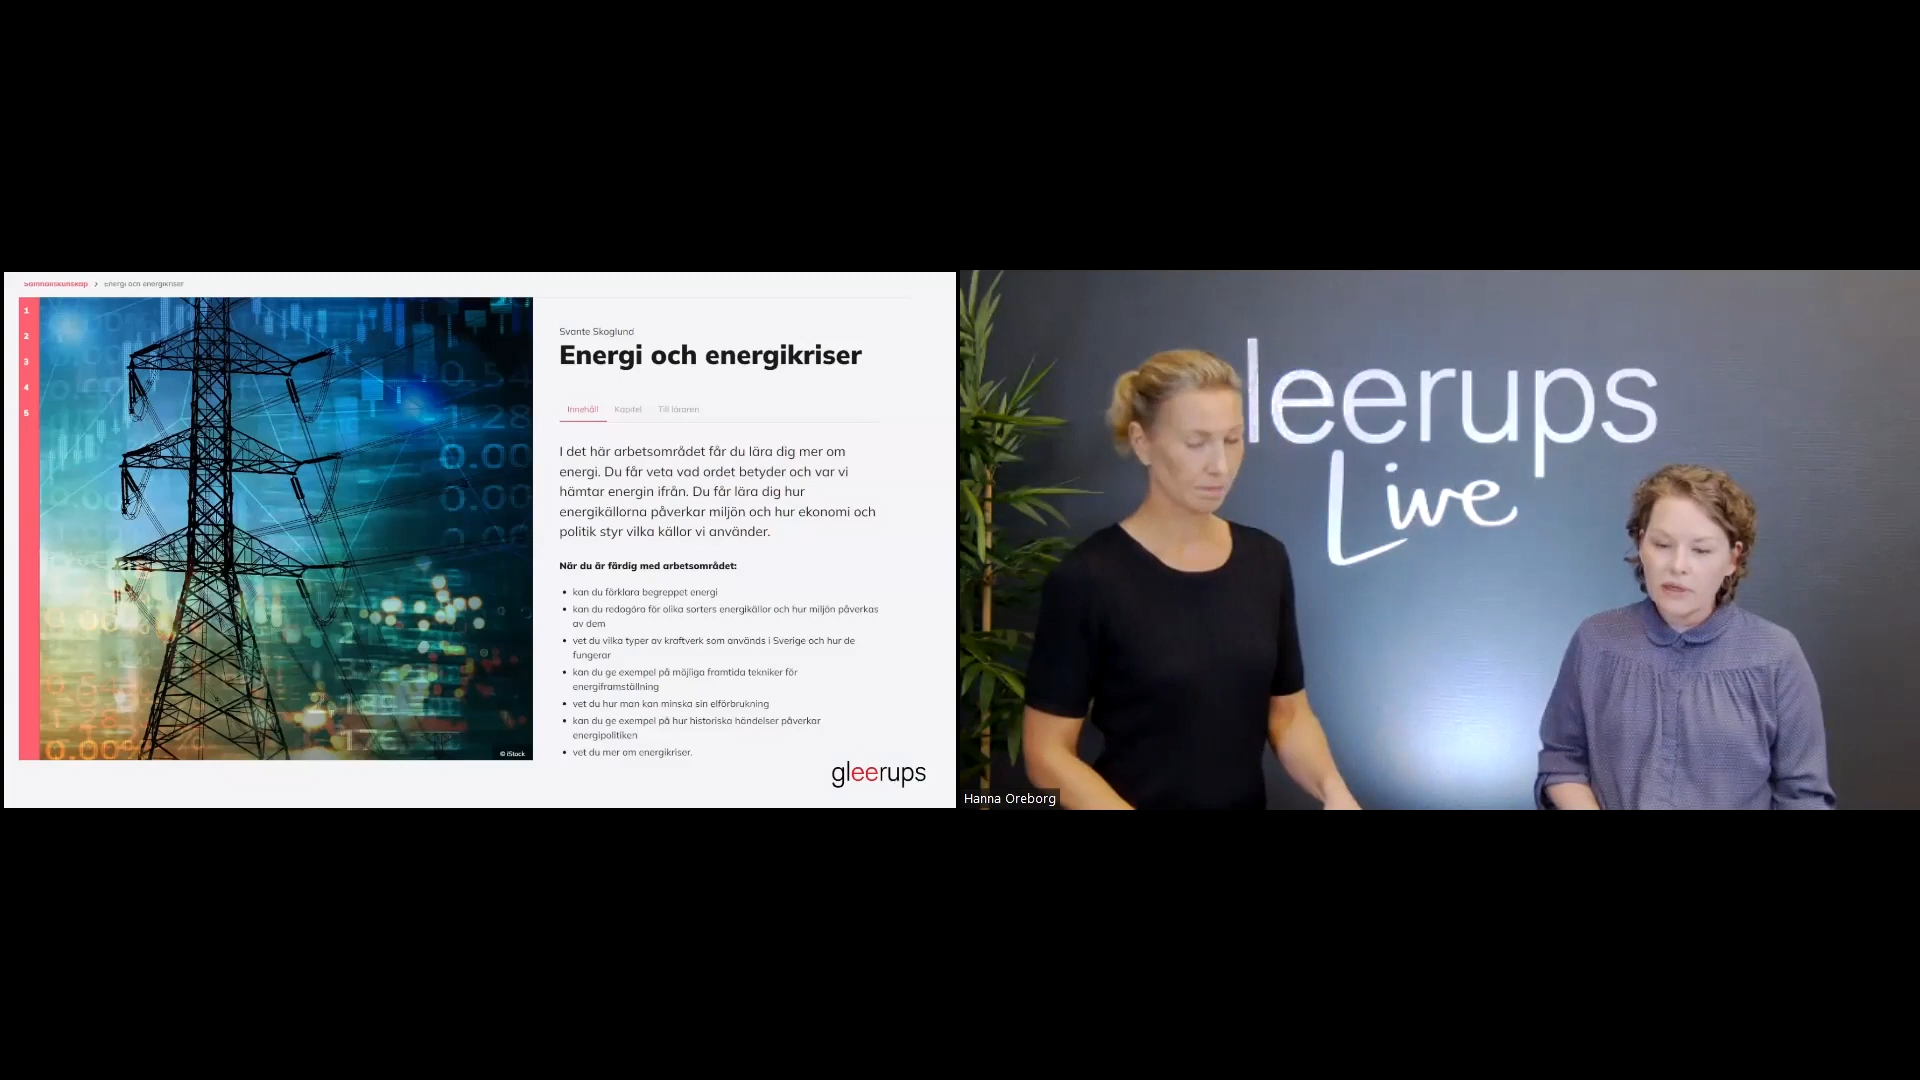 Samhällskunskap > Energi och energikriser
1
2
3
4
5
Svante Skoglund
Energi och energikriser
Innehåll Kapitel Till läraren
I det här arbetsområdet får du lära dig mer om
energi. Du får veta vad ordet betyder och var vi
hämtar energin ifrån. Du får lära dig hur
energikällorna påverkar miljön och hur ekonomi och
politik styr vilka källor vi använder.
När du är färdig med arbetsområdet:
• kan du förklara begreppet energi
• kan du redogöra för olika sorters energikällor och hur miljön påverkas
av dem
• vet du vilka typer av kraftverk som används i Sverige och hur de
fungerar
• kan du ge exempel på möjliga framtida tekniker för
energiframställning
• vet du hur man kan minska sin elförbrukning
• kan du ge exempel på hur historiska händelser påverkar
energipolitiken
• vet du mer om energikriser.
© iStock
gleerups
leerups
Live
Hanna Oreborg